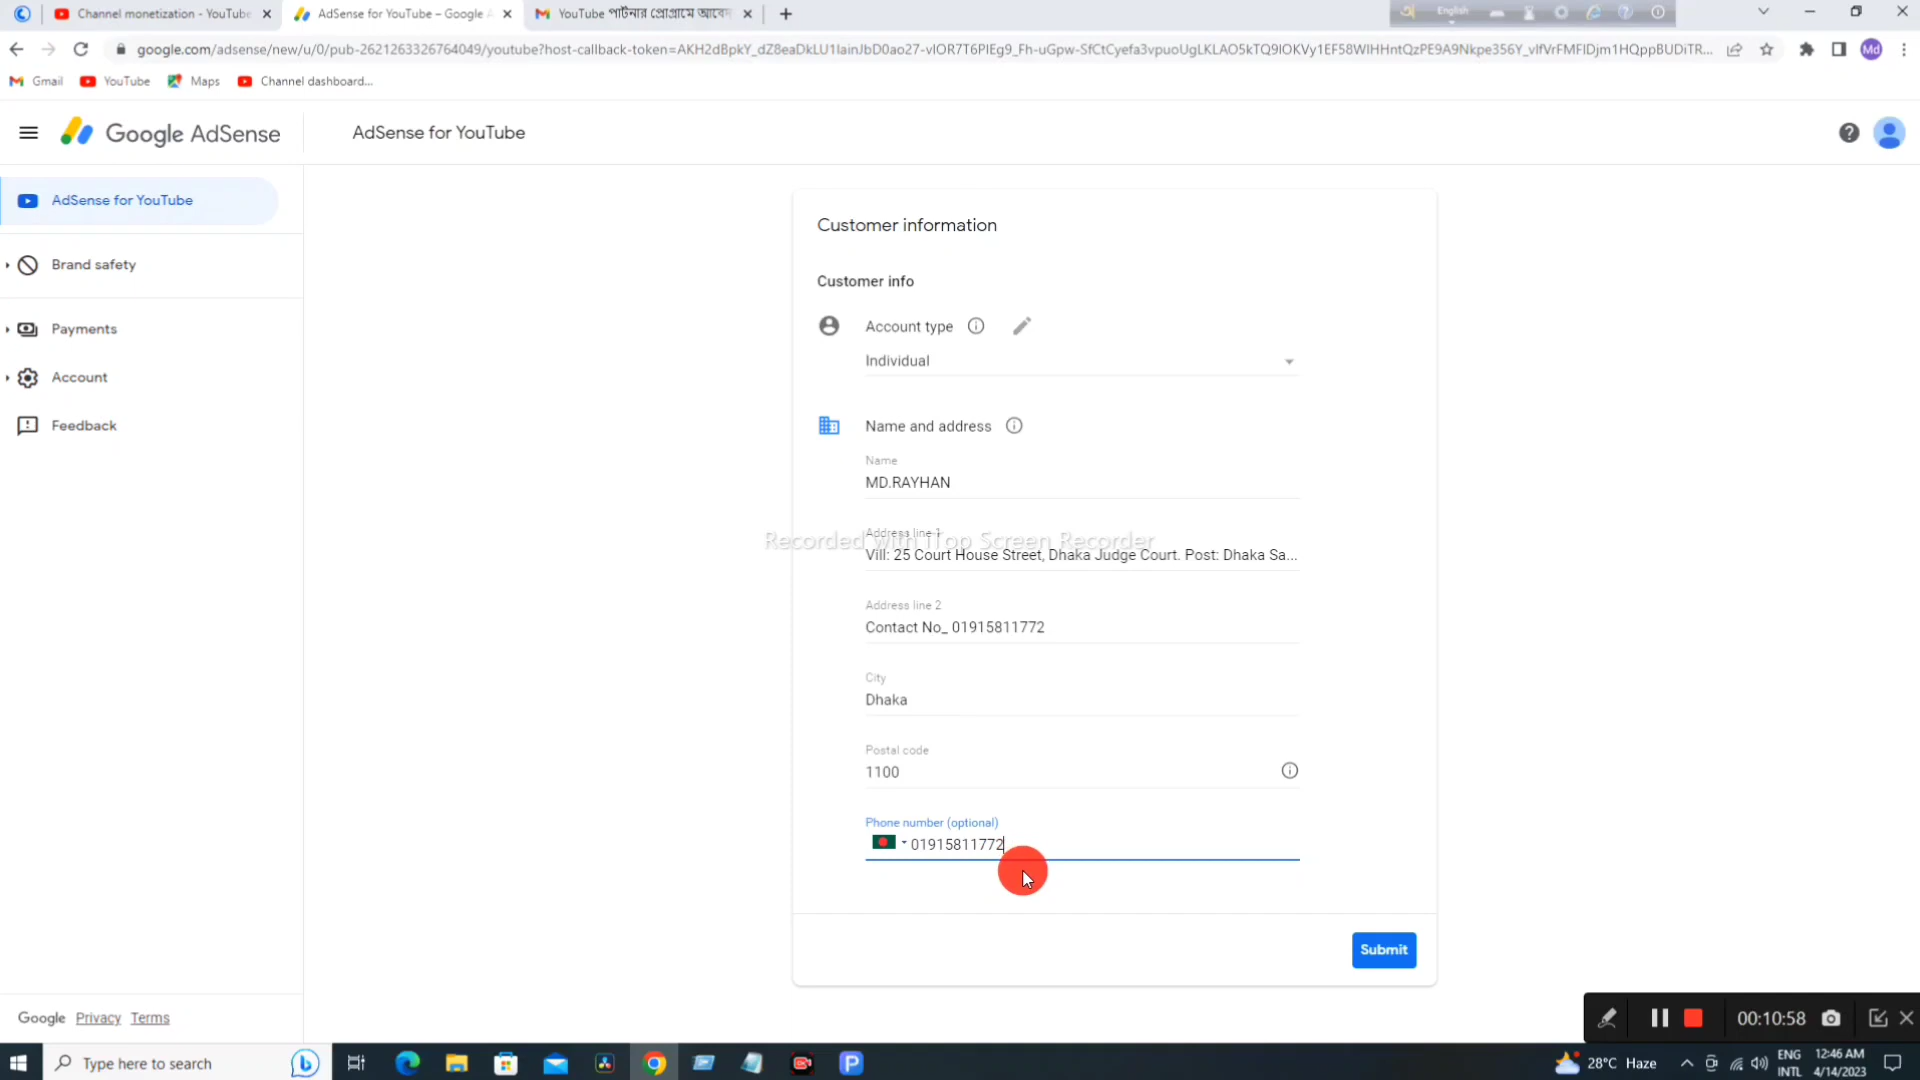 Channel monetization - YouTube
AdSense for YouTube – Google A
YouTube পার্টনার প্রোগ্রামে আবেদ
English
google.com/adsense/new/u/0/pub-2621263326764049/youtube?host-callback-token=
Md
Gmail
YouTube
Maps
Channel dashboard...
Google AdSense
AdSense for YouTube
AdSense for YouTube
Brand safety
Payments
Account
Feedback
Customer information
Customer info
Account type
Individual
Name and address
Name
MD.RAYHAN
Address line 1
Recorded with iTop Screen Recorder
Vill: 25 Court House Street, Dhaka Judge Court. Post: Dhaka Sa...
Address line 2
Contact No_ 01915811772
City
Dhaka
Postal code
1100
Phone number (optional)
01915811772
Submit
Google Privacy Terms
00:10:58
Type here to search
28°C Haze
ENG
INTL
12:46 AM
4/14/2023